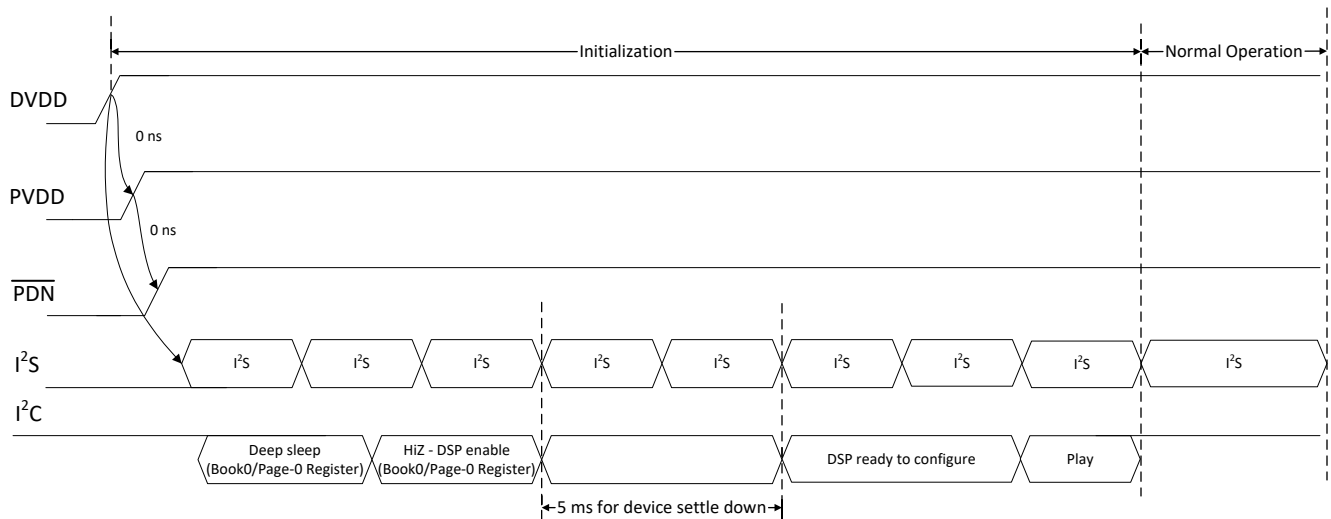 Initialization
Normal Operation
DVDD
0 ns
PVDD
0 ns
PDN
I²S
I²S
I²S
I²S
I²S
I²S
I²S
I²S
I²S
I²S
I²C
Deep sleep
(Book0/Page-0 Register)
HiZ - DSP enable
(Book0/Page-0 Register)
DSP ready to configure
Play
5 ms for device settle down